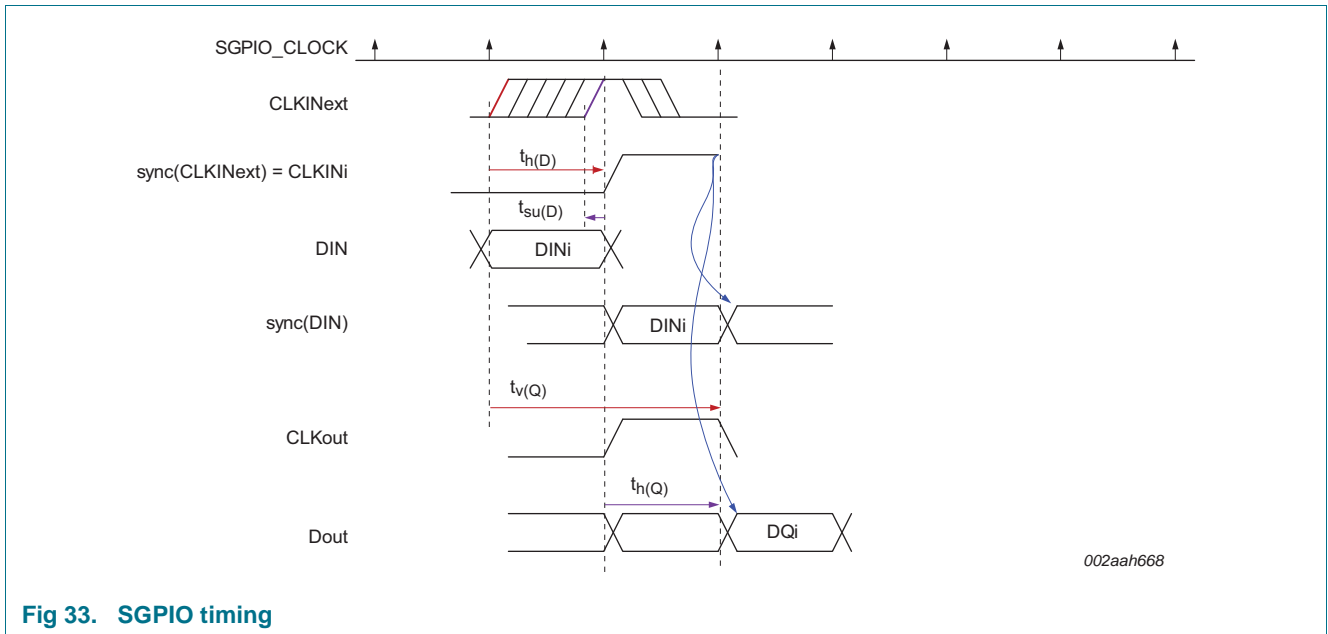 SGPIO_CLOCK
CLKINext
sync(CLKINext) = CLKINi
th(D)
tsu(D)
DIN
DINi
sync(DIN)
DINi
tv(Q)
CLKout
th(Q)
Dout
DQi
002aah668
Fig 33. SGPIO timing